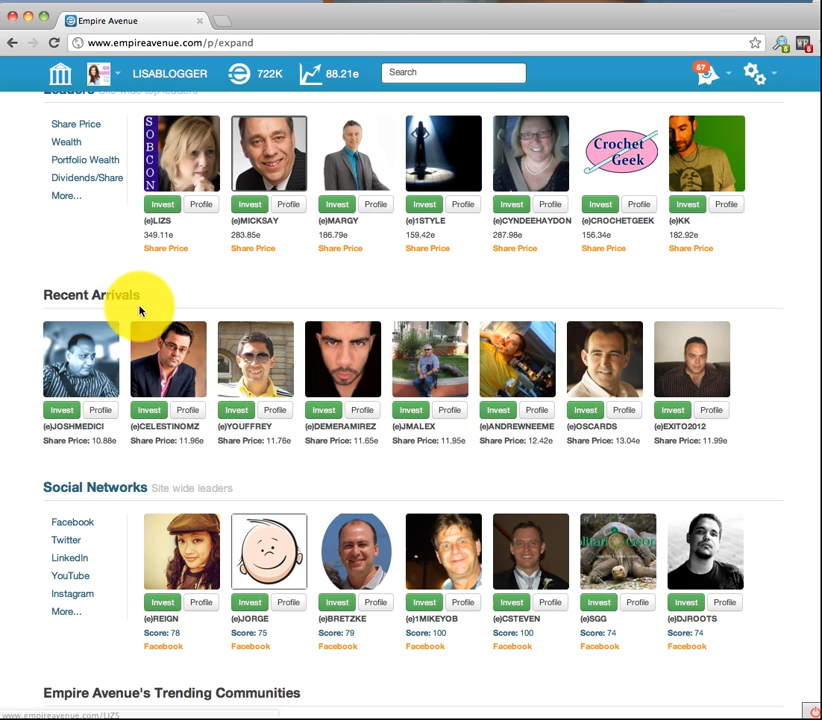 Empire Avenue
www.empireavenue.com/p/expand
LISABLOGGER 722K 88.21e Search 57
Leaders Site wide top leaders
Share Price
Wealth
Portfolio Wealth
Dividends/Share
More...
SOBCON
Crochet Geek
Invest Profile Invest Profile Invest Profile Invest Profile Invest Profile Invest Profile Invest Profile
(e)LIZS (e)MICKSAY (e)MARGY (e)1STYLE (e)CYNDEEHAYDON (e)CROCHETGEEK (e)KK
349.11e 283.85e 186.79e 159.42e 287.98e 156.34e 182.92e
Share Price Share Price Share Price Share Price Share Price Share Price Share Price
Recent Arrivals
Invest Profile Invest Profile Invest Profile Invest Profile Invest Profile Invest Profile Invest Profile Invest Profile
(e)JOSHMEDICI (e)CELESTINOMZ (e)YOUFFREY (e)DEMERAMIREZ (e)JMALEX (e)ANDREWNEEME (e)OSCARDS (e)EXITO2012
Share Price: 10.88e Share Price: 11.96e Share Price: 11.76e Share Price: 11.65e Share Price: 11.95e Share Price: 12.42e Share Price: 13.04e Share Price: 11.99e
Social Networks Site wide leaders
Facebook
Twitter
LinkedIn
YouTube
Instagram
More...
Invest Profile Invest Profile Invest Profile Invest Profile Invest Profile Invest Profile Invest Profile
(e)REIGN (e)JORGE (e)BRETZKE (e)1MIKEYOB (e)CSTEVEN (e)SGG (e)DJROOTS
Score: 78 Score: 75 Score: 79 Score: 100 Score: 100 Score: 74 Score: 74
Facebook Facebook Facebook Facebook Facebook Facebook Facebook
Empire Avenue's Trending Communities
www.empireavenue.com/LIZS